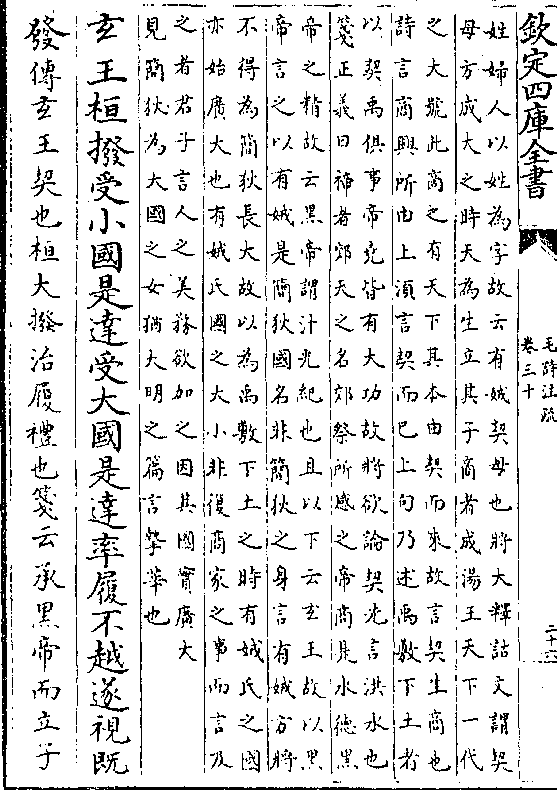 欽定四庫全書
毛詩注疏
卷三十
二十六
姓婦人以姓為字故云有娀契母也將大釋詁文謂契
母方成大之時天為生立其子商者成湯王天下一代
之大號此商之有天下其本由契而來故言契生商也
詩言商興所由上須言契而已上句乃述禹敷下土者
以契禹俱事帝堯皆有大功故將欲論契先言洪水也
箋正義曰禘者郊天之名郊祭所感之帝商是水德黑
帝之精故云黑帝謂汁光紀也且以下云玄王故以黑
帝言之以有娀是簡狄國名非簡狄之身言有娀方將
不得為簡狄長大故以為禹敷下土之時有娀氏之國
亦始廣大也有娀氏國之大小非復商家之事而言及
之者君子言人之美務欲加之因其國實廣大
見簡狄為大國之女猶大明之篇言摯莘也
玄王桓撥受小國是達受大國是達率履不越遂視既
發傳玄王契也桓大撥治履禮也箋云承黑帝而立子